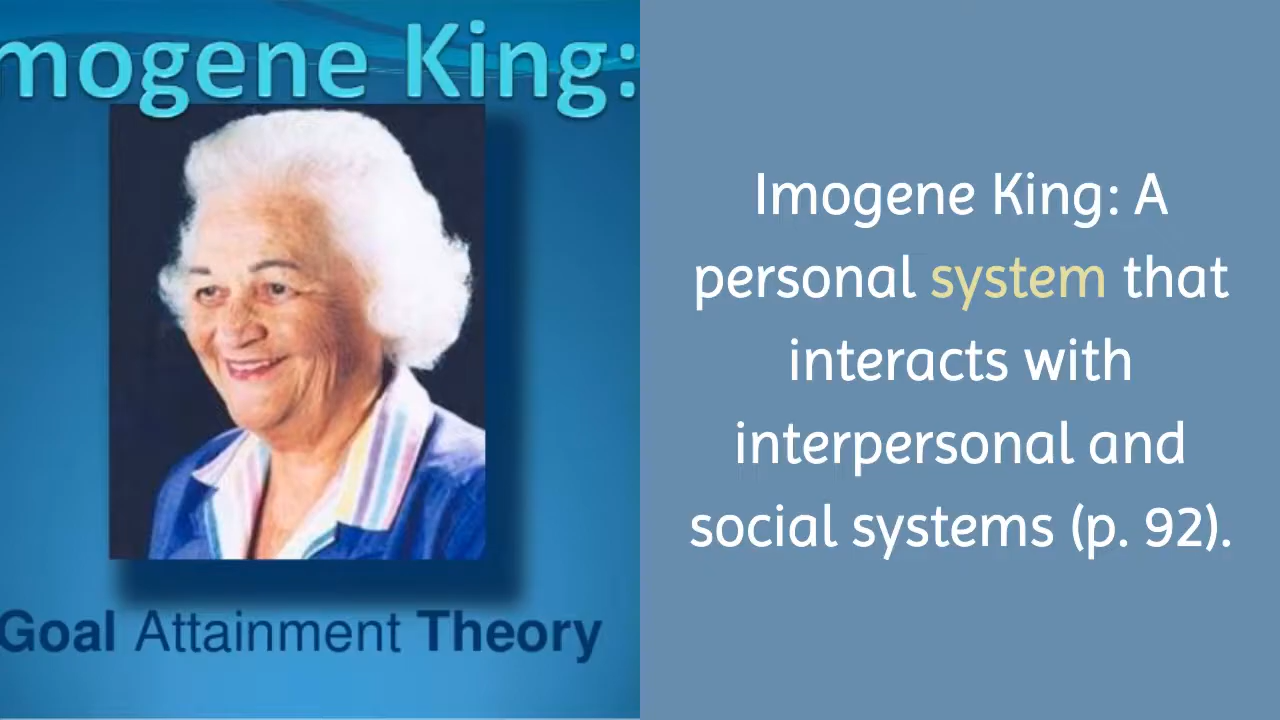 mogene King:
Goal Attainment Theory
Imogene King: A
personal system that
interacts with
interpersonal and
social systems (p. 92).